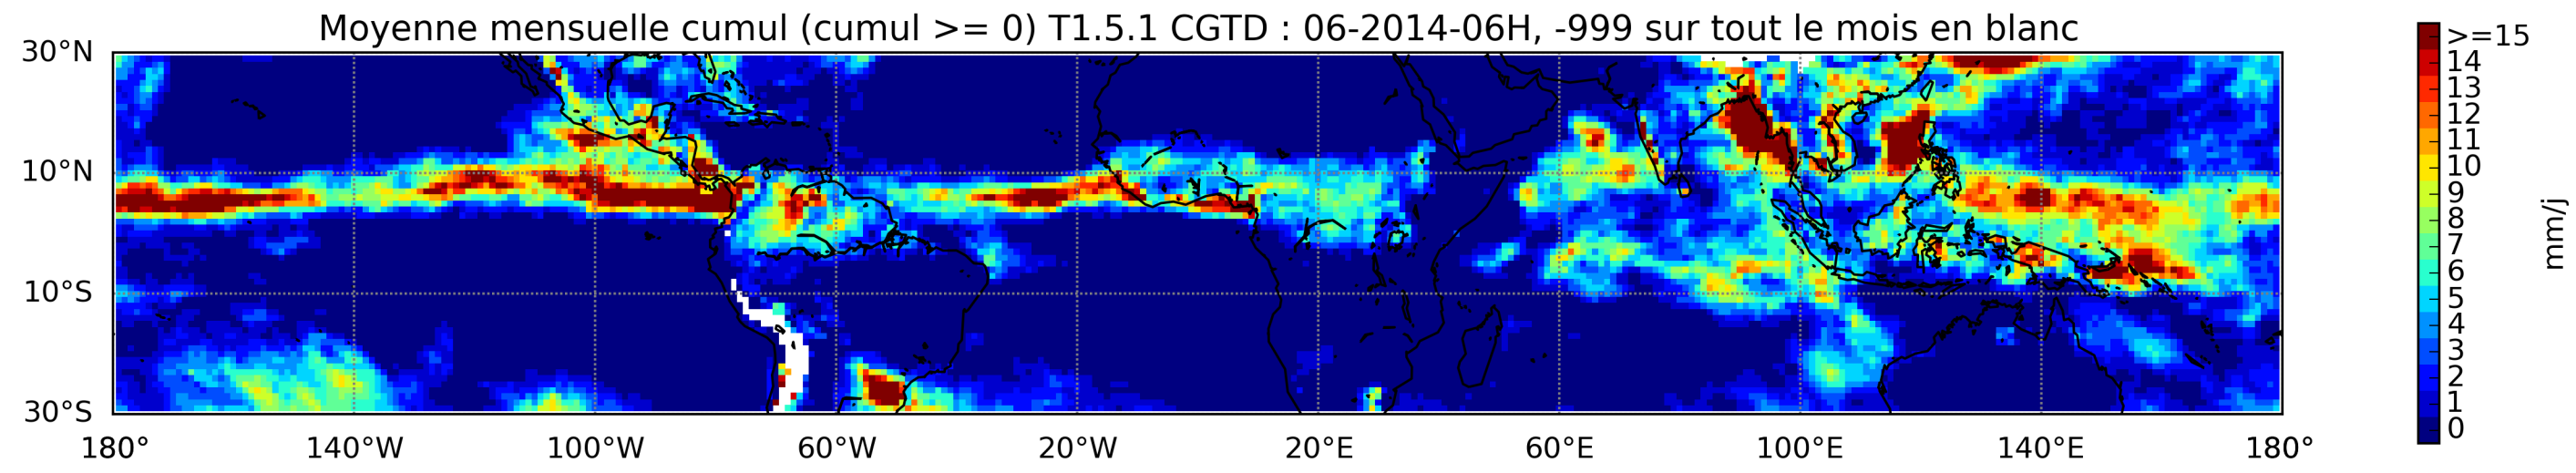 Moyenne mensuelle cumul (cumul >= 0) T1.5.1 CGTD : 06-2014-06H, -999 sur tout le mois en blanc
30°N
10°N
10°S
30°S
180° 140°W 100°W 60°W 20°W 20°E 60°E 100°E 140°E 180°
>=15
14
13
12
11
10
9
8
7
6
5
4
3
2
1
0
mm/j